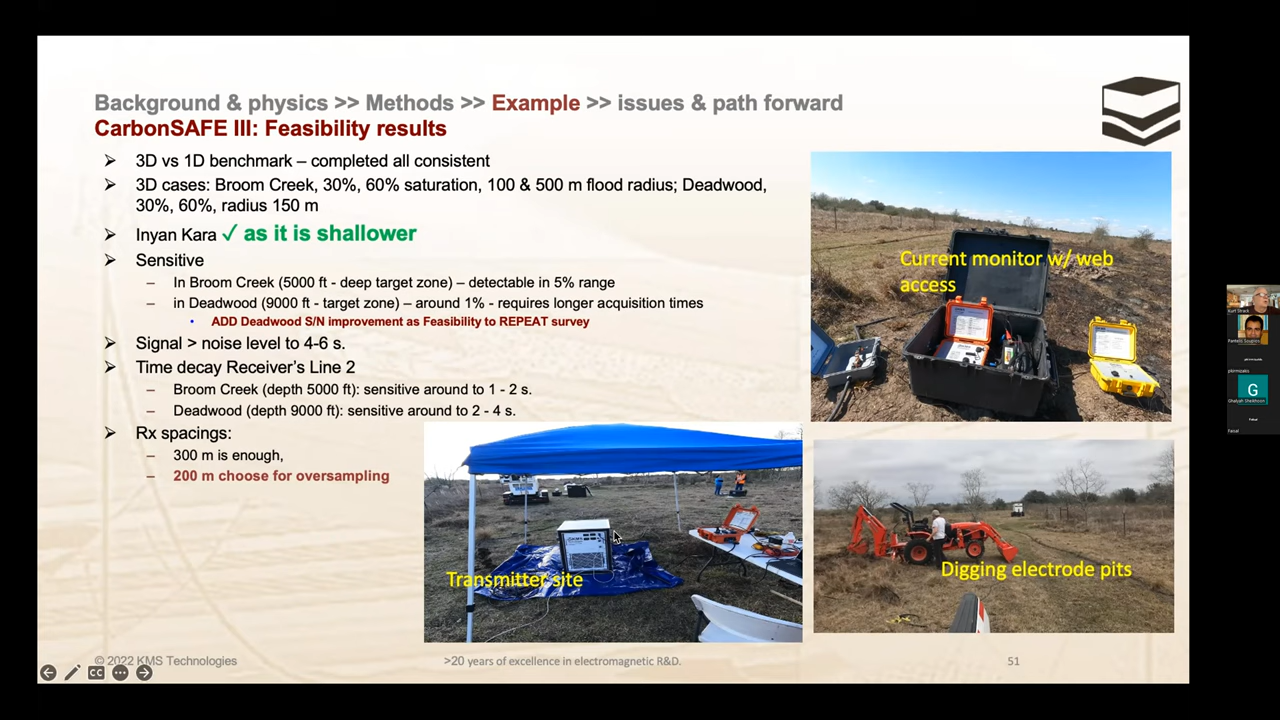 Background & physics >> Methods >> Example >> issues & path forward
CarbonSAFE III: Feasibility results
➢ 3D vs 1D benchmark – completed all consistent
➢ 3D cases: Broom Creek, 30%, 60% saturation, 100 & 500 m flood radius; Deadwood,
30%, 60%, radius 150 m
➢ Inyan Kara ✓ as it is shallower
➢ Sensitive
– In Broom Creek (5000 ft - deep target zone) – detectable in 5% range
– in Deadwood (9000 ft - target zone) – around 1% - requires longer acquisition times
• ADD Deadwood S/N improvement as Feasibility to REPEAT survey
➢ Signal > noise level to 4-6 s.
➢ Time decay Receiver's Line 2
– Broom Creek (depth 5000 ft): sensitive around to 1 - 2 s.
– Deadwood (depth 9000 ft): sensitive around to 2 - 4 s.
➢ Rx spacings:
– 300 m is enough,
– 200 m choose for oversampling
Current monitor w/ web
access
Transmitter site
Digging electrode pits
© 2022 KMS Technologies
>20 years of excellence in electromagnetic R&D.
51
CC
Kurt Strack
G